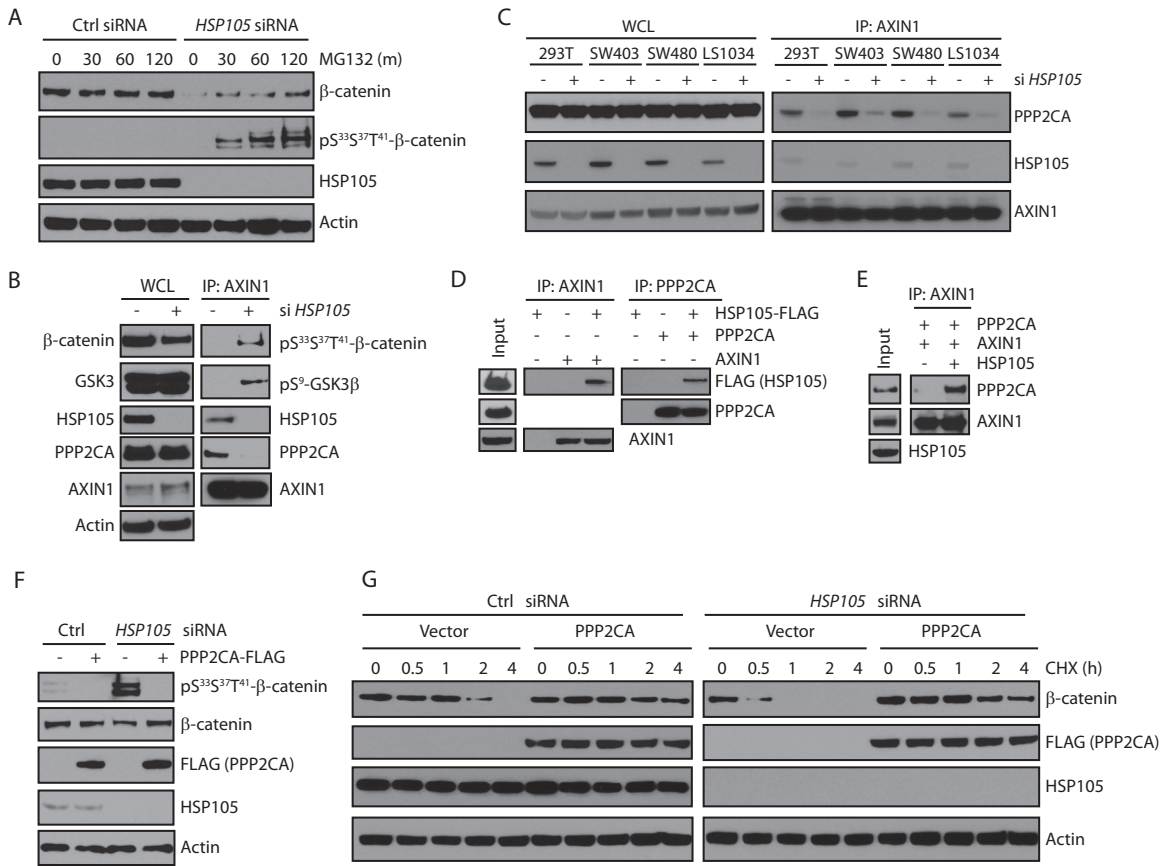 A
Ctrl siRNA HSP105 siRNA
0 30 60 120 0 30 60 120 MG132 (m)
β-catenin
pS³³S³⁷T⁴¹-β-catenin
HSP105
Actin
B
WCL IP: AXIN1
- + - + si HSP105
β-catenin pS³³S³⁷T⁴¹-β-catenin
GSK3 pS⁹-GSK3β
HSP105 HSP105
PPP2CA PPP2CA
AXIN1 AXIN1
Actin
C
WCL IP: AXIN1
293T SW403 SW480 LS1034 293T SW403 SW480 LS1034
- + - + - + - + - + - + - + - + si HSP105
PPP2CA
HSP105
AXIN1
D
IP: AXIN1 IP: PPP2CA
Input
+ - + + - + HSP105-FLAG
- - - - + + PPP2CA
- + + AXIN1 - - -
FLAG (HSP105)
PPP2CA
AXIN1
E
IP: AXIN1
Input
+ + PPP2CA
+ + AXIN1
- + HSP105
PPP2CA
AXIN1
HSP105
F
Ctrl HSP105 siRNA
- + - + PPP2CA-FLAG
pS³³S³⁷T⁴¹-β-catenin
β-catenin
FLAG (PPP2CA)
HSP105
Actin
G
Ctrl siRNA HSP105 siRNA
Vector PPP2CA Vector PPP2CA
0 0.5 1 2 4 0 0.5 1 2 4 0 0.5 1 2 4 0 0.5 1 2 4 CHX (h)
β-catenin
FLAG (PPP2CA)
HSP105
Actin